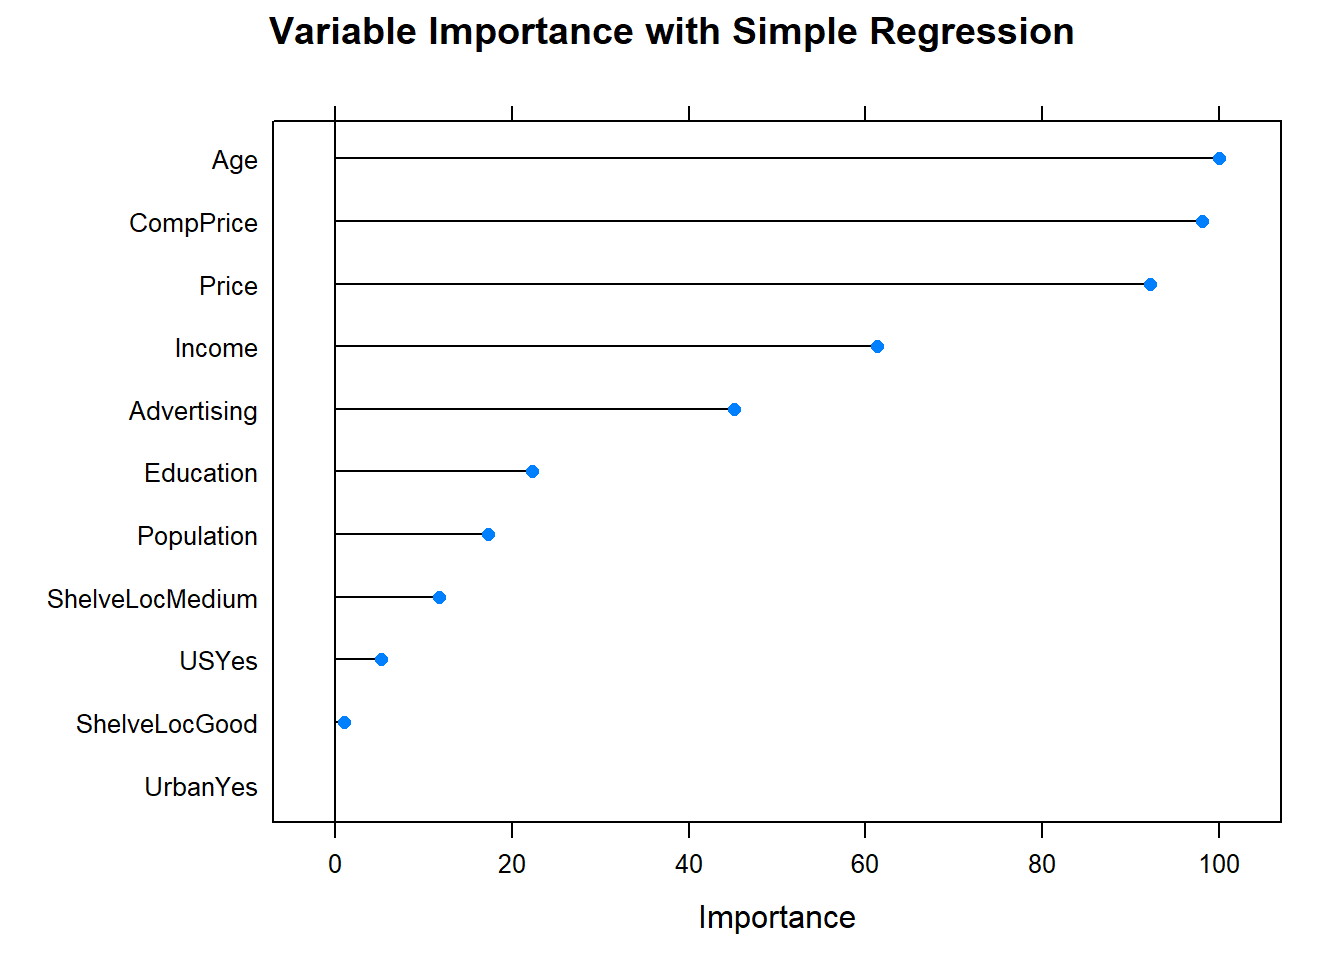 Variable Importance with Simple Regression
Age
CompPrice
Price
Income
Advertising
Education
Population
ShelveLocMedium
USYes
ShelveLocGood
UrbanYes
0 20 40 60 80 100
Importance